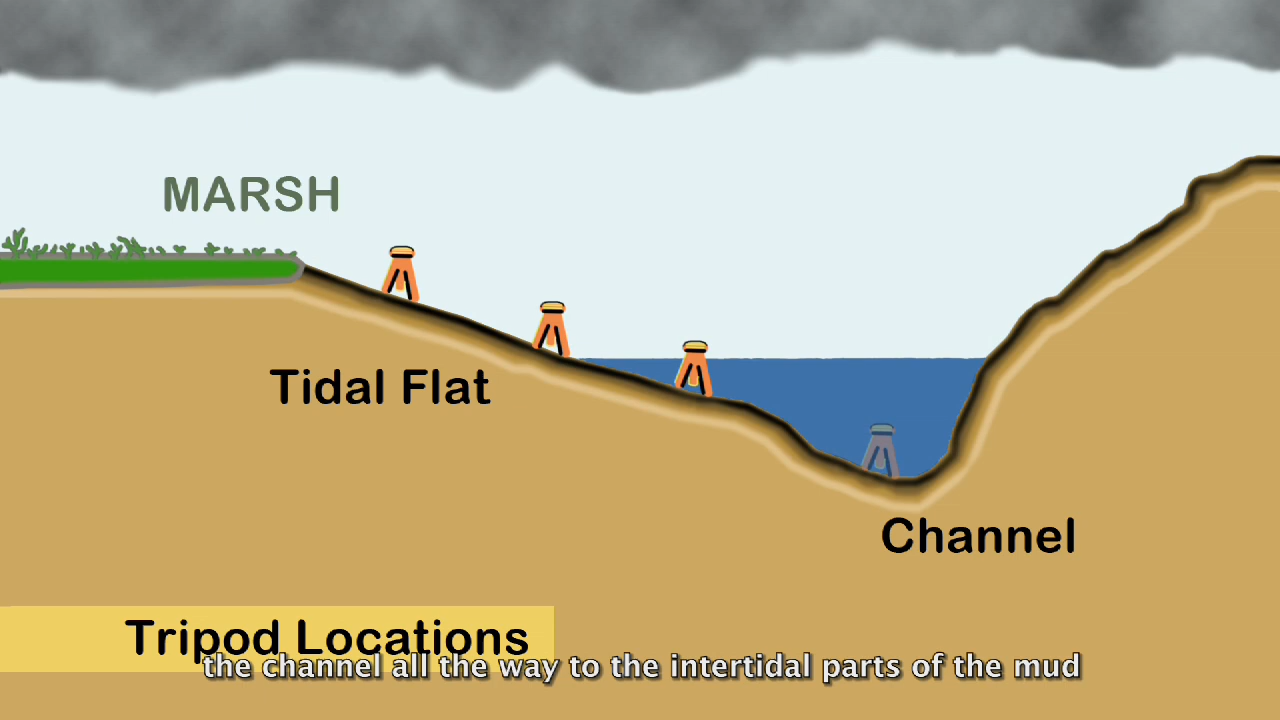 MARSH
Tidal Flat
Channel
Tripod Locations
the channel all the way to the intertidal parts of the mud